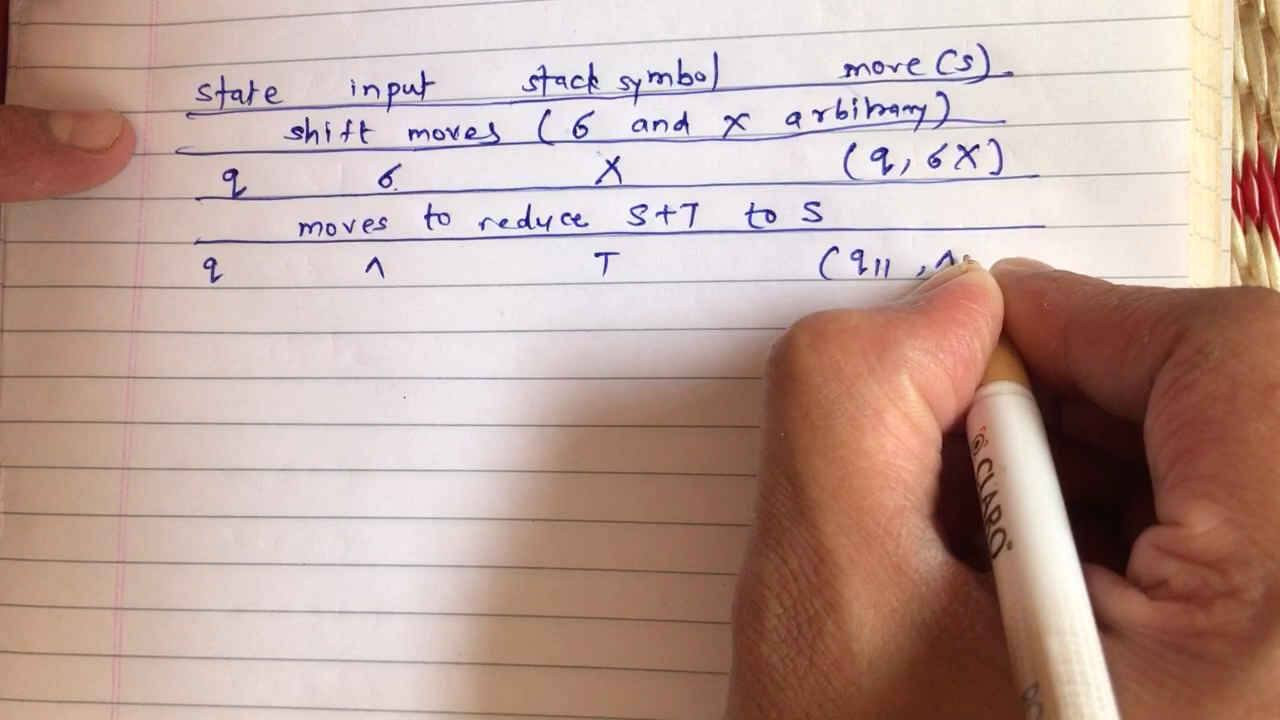 state input stack symbol move(s)
shift moves (σ and X arbitrary)
q σ X (q, σX)
moves to reduce S+T to S
q Λ T (q11, Λ
CLARO